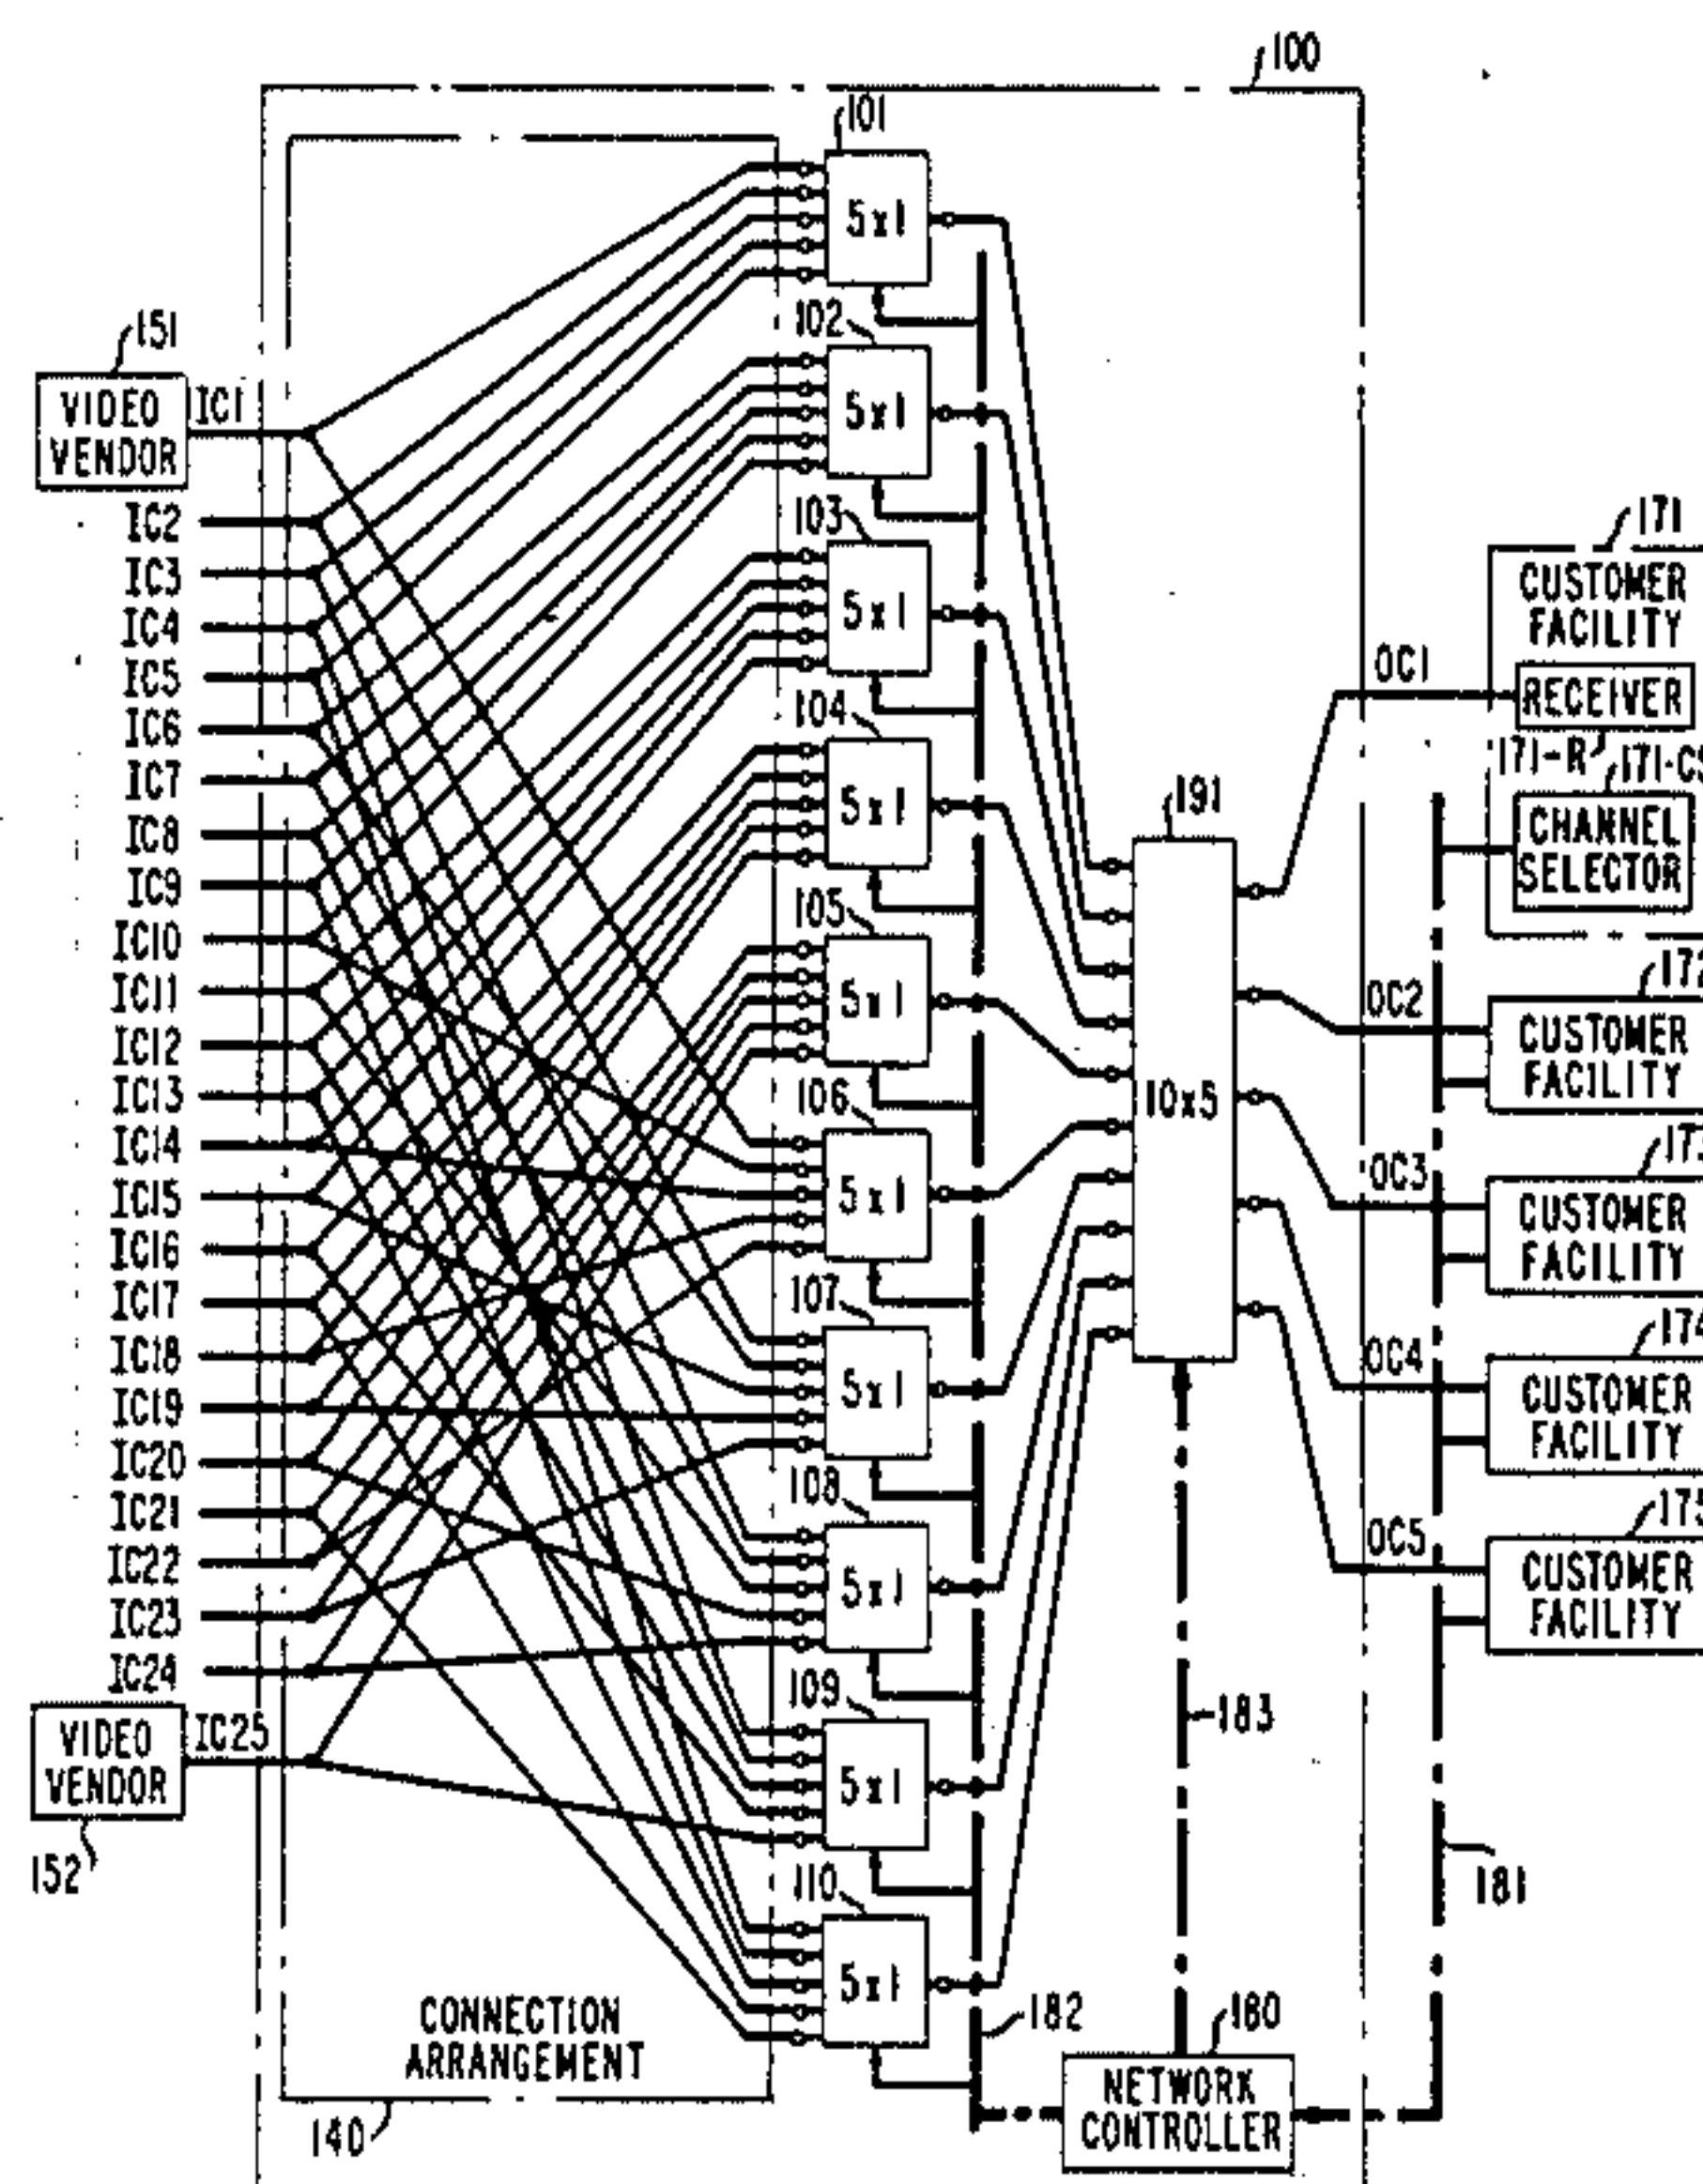 100
101
5x1
102
5x1
151
VIDEO
VENDOR
IC1
IC2
IC3
IC4
IC5
IC6
IC7
IC8
IC9
IC10
IC11
IC12
IC13
IC14
IC15
IC16
IC17
IC18
IC19
IC20
IC21
IC22
IC23
IC24
IC25
VIDEO
VENDOR
152
103
5x1
104
5x1
105
5x1
106
5x1
107
5x1
108
5x1
109
5x1
110
5x1
CONNECTION
ARRANGEMENT
140
191
10x5
OC1
OC2
OC3
OC4
OC5
171
CUSTOMER
FACILITY
RECEIVER
171-R
171-CS
CHANNEL
SELECTOR
172
CUSTOMER
FACILITY
173
CUSTOMER
FACILITY
174
CUSTOMER
FACILITY
175
CUSTOMER
FACILITY
183
181
182
180
NETWORK
CONTROLLER